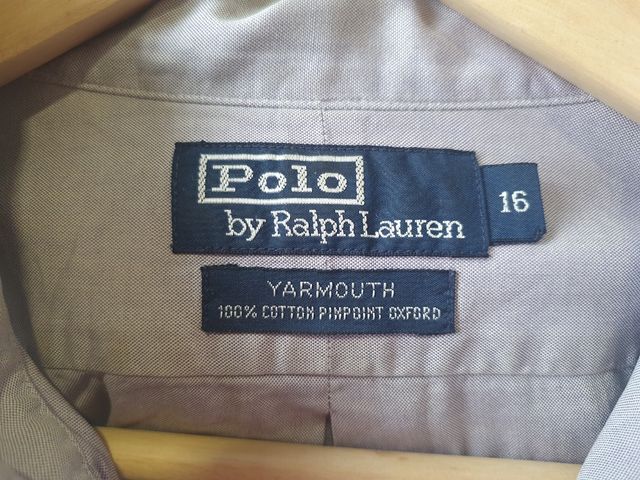 Polo
by Ralph Lauren
16
YARMOUTH
100% COTTON PINPOINT OXFORD